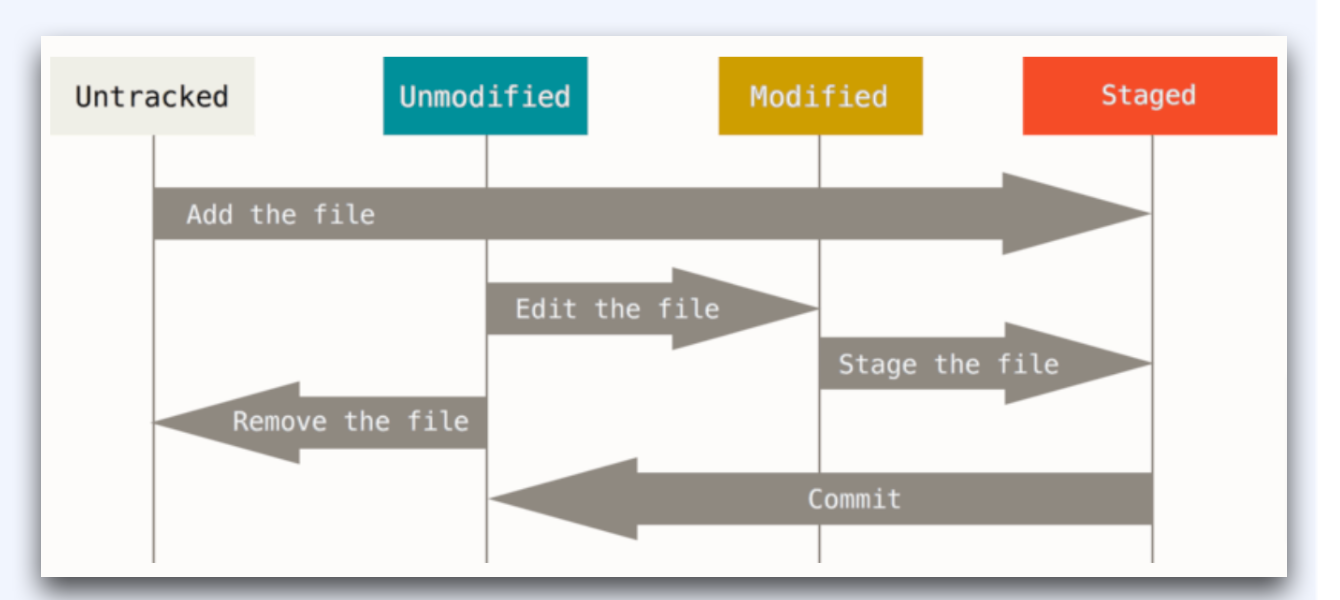 Untracked
Unmodified
Modified
Staged
Add the file
Edit the file
Stage the file
Remove the file
Commit